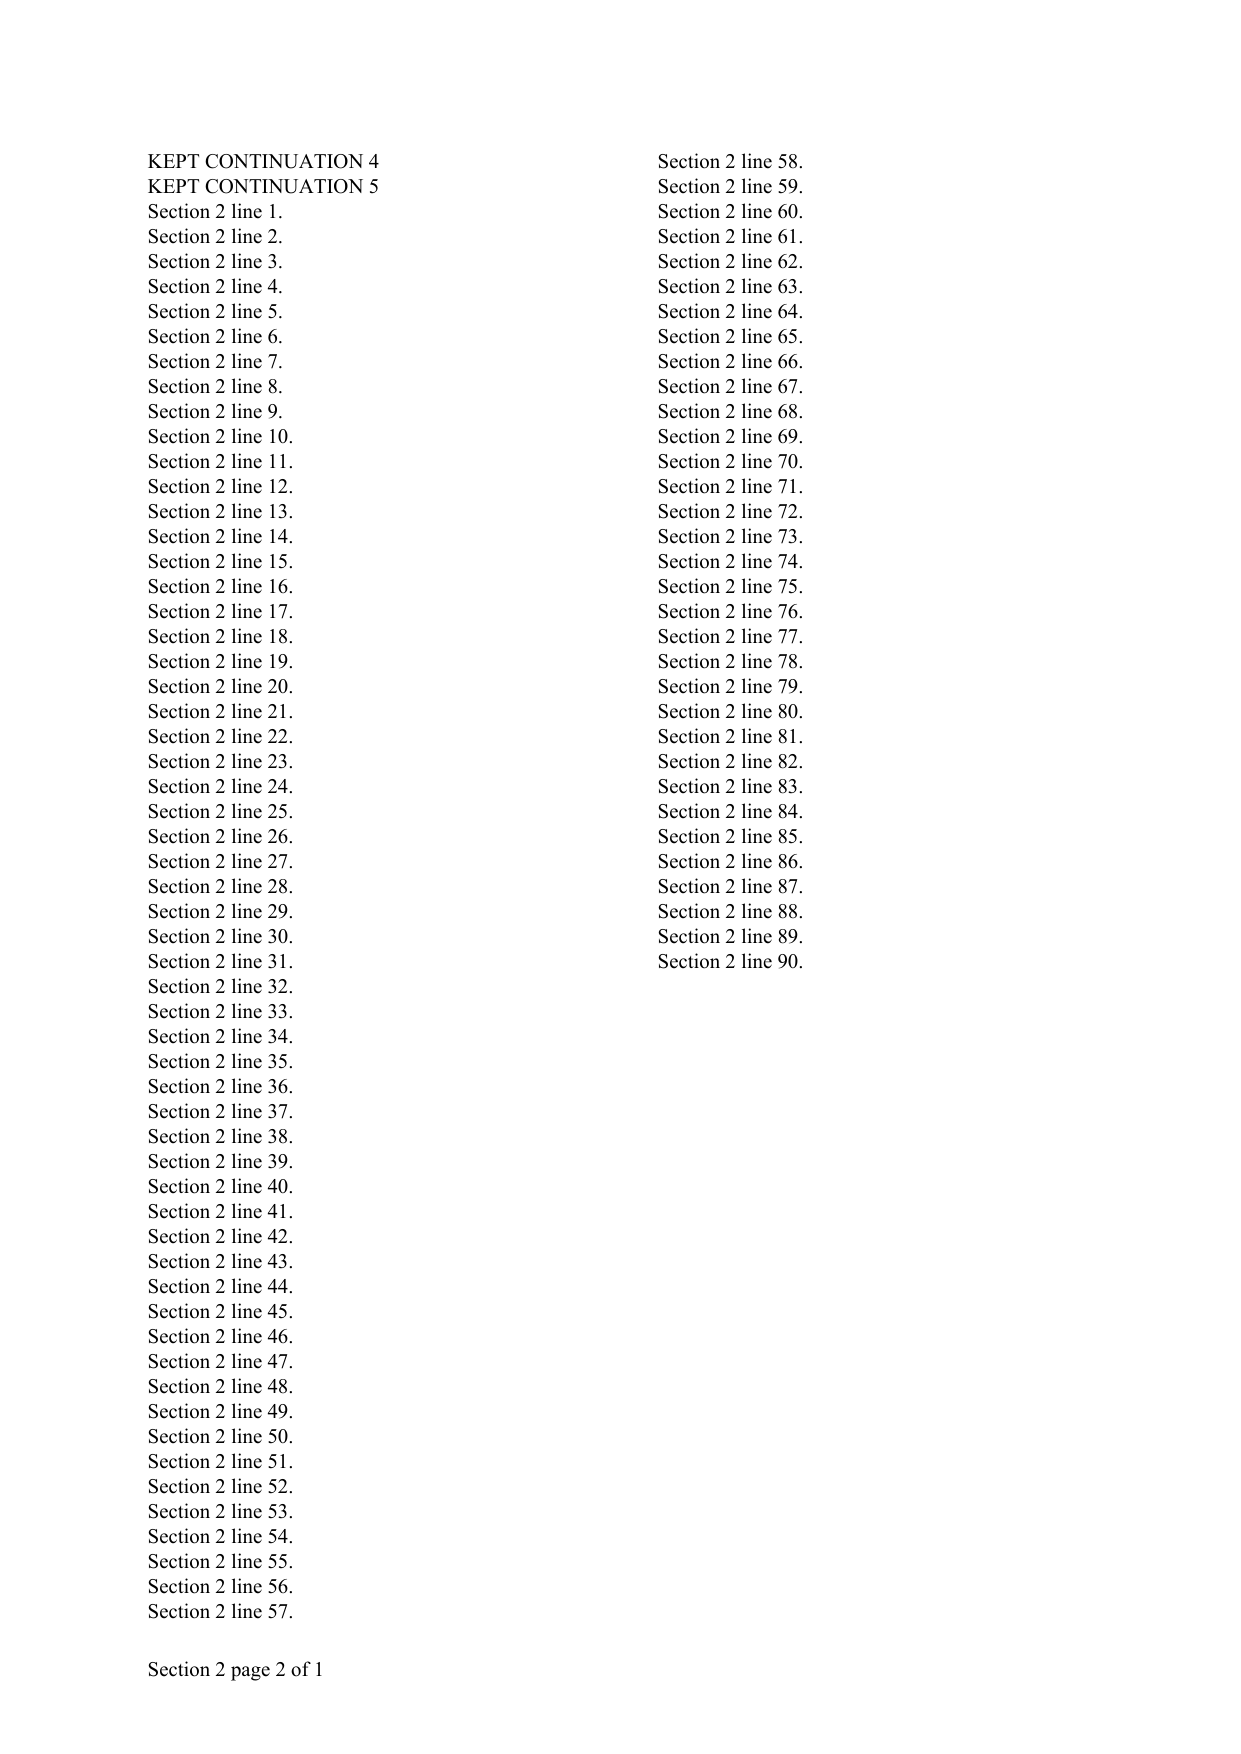 KEPT CONTINUATION 4
KEPT CONTINUATION 5
Section 2 line 1.
Section 2 line 2.
Section 2 line 3.
Section 2 line 4.
Section 2 line 5.
Section 2 line 6.
Section 2 line 7.
Section 2 line 8.
Section 2 line 9.
Section 2 line 10.
Section 2 line 11.
Section 2 line 12.
Section 2 line 13.
Section 2 line 14.
Section 2 line 15.
Section 2 line 16.
Section 2 line 17.
Section 2 line 18.
Section 2 line 19.
Section 2 line 20.
Section 2 line 21.
Section 2 line 22.
Section 2 line 23.
Section 2 line 24.
Section 2 line 25.
Section 2 line 26.
Section 2 line 27.
Section 2 line 28.
Section 2 line 29.
Section 2 line 30.
Section 2 line 31.
Section 2 line 32.
Section 2 line 33.
Section 2 line 34.
Section 2 line 35.
Section 2 line 36.
Section 2 line 37.
Section 2 line 38.
Section 2 line 39.
Section 2 line 40.
Section 2 line 41.
Section 2 line 42.
Section 2 line 43.
Section 2 line 44.
Section 2 line 45.
Section 2 line 46.
Section 2 line 47.
Section 2 line 48.
Section 2 line 49.
Section 2 line 50.
Section 2 line 51.
Section 2 line 52.
Section 2 line 53.
Section 2 line 54.
Section 2 line 55.
Section 2 line 56.
Section 2 line 57.
Section 2 line 58.
Section 2 line 59.
Section 2 line 60.
Section 2 line 61.
Section 2 line 62.
Section 2 line 63.
Section 2 line 64.
Section 2 line 65.
Section 2 line 66.
Section 2 line 67.
Section 2 line 68.
Section 2 line 69.
Section 2 line 70.
Section 2 line 71.
Section 2 line 72.
Section 2 line 73.
Section 2 line 74.
Section 2 line 75.
Section 2 line 76.
Section 2 line 77.
Section 2 line 78.
Section 2 line 79.
Section 2 line 80.
Section 2 line 81.
Section 2 line 82.
Section 2 line 83.
Section 2 line 84.
Section 2 line 85.
Section 2 line 86.
Section 2 line 87.
Section 2 line 88.
Section 2 line 89.
Section 2 line 90.
Section 2 page 2 of 1